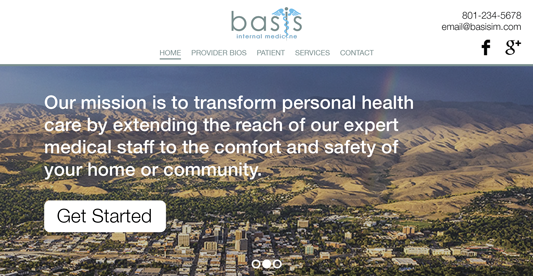 basis
internal medicine
801-234-5678
email@basisim.com
HOME PROVIDER BIOS PATIENT SERVICES CONTACT
Our mission is to transform personal health
care by extending the reach of our expert
medical staff to the comfort and safety of
your home or community.
Get Started